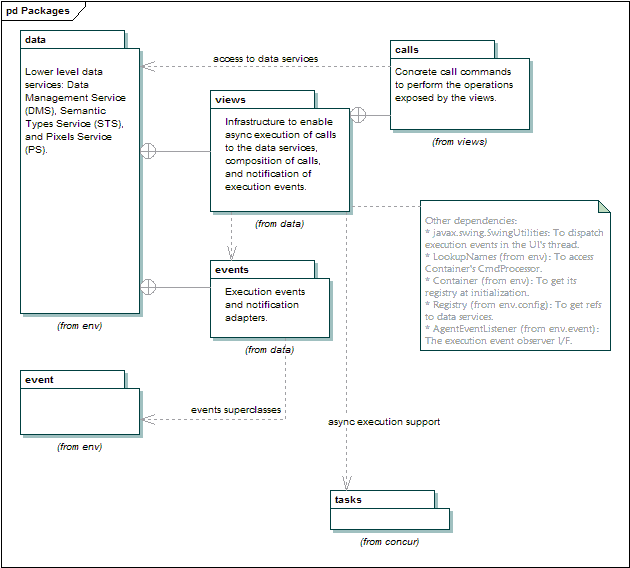 pd Packages
data
Lower level data
services: Data
Management Service
(DMS), Semantic
Types Service (STS),
and Pixels Service
(PS).
(from env)
access to data services
calls
Concrete call commands
to perform the operations
exposed by the views.
(from views)
views
Infrastructure to enable
async execution of calls
to the data services,
composition of calls,
and notification of
execution events.
(from data)
events
Execution events
and notification
adapters.
(from data)
Other dependencies:
* javax.swing.SwingUtilities: To dispatch
execution events in the UI's thread.
* LookupNames (from env): To access
Container's CmdProcessor.
* Container (from env): To get its
registry at initialization.
* Registry (from env.config): To get refs
to data services.
* AgentEventListener (from env.event):
The execution event observer I/F.
event
(from env)
events superclasses
async execution support
tasks
(from concur)